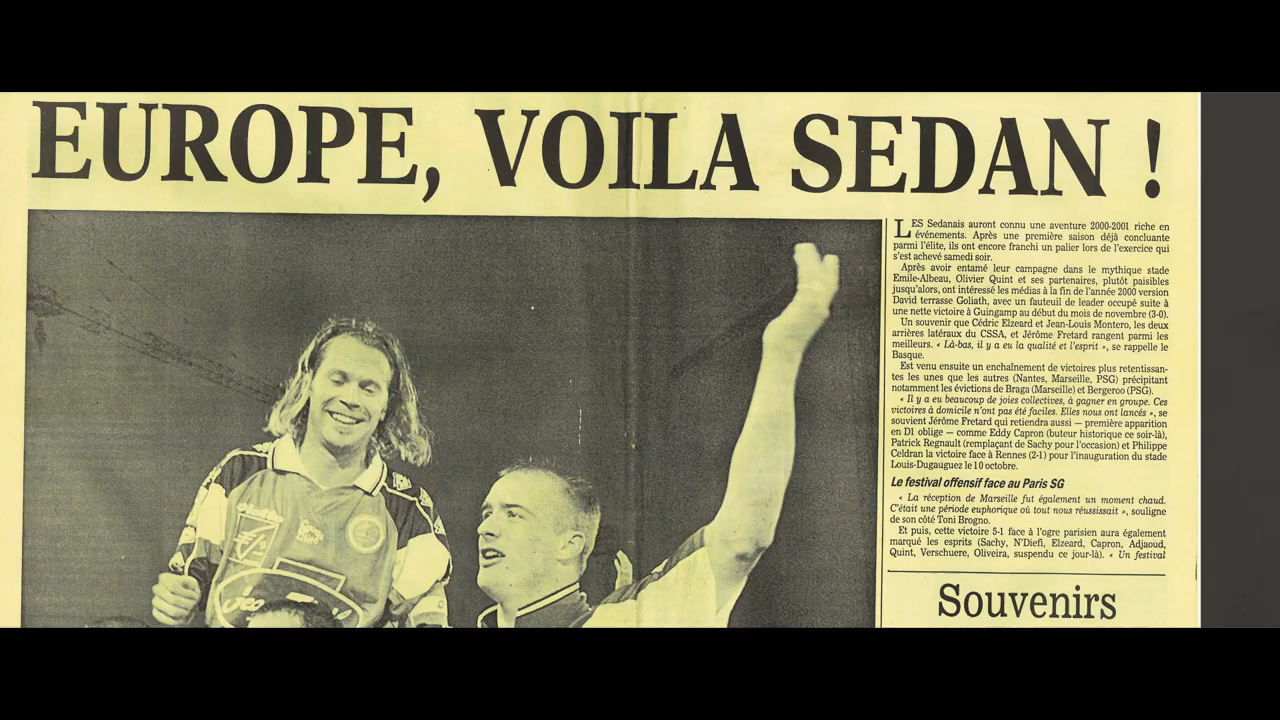 EUROPE, VOILA SEDAN !
LES Sedanais auront connu une aventure 2000-2001 riche en
événements. Après une première saison déjà concluante
parmi l'élite, ils ont encore franchi un palier lors de l'exercice qui
s'est achevé samedi soir.
Après avoir entamé leur campagne dans le mythique stade
Emile-Albeau, Olivier Quint et ses partenaires, plutôt paisibles
jusqu'alors, ont intéressé les médias à la fin de l'année 2000 version
David terrasse Goliath, avec un fauteuil de leader occupé suite à
une nette victoire à Guingamp au début du mois de novembre (3-0).
Un souvenir que Cédric Elzeard et Jean-Louis Montero, les deux
arrières latéraux du CSSA, et Jérôme Fretard rangent parmi les
meilleurs. « Là-bas, il y a eu la qualité et l'esprit », se rappelle le
Basque.
Est venu ensuite un enchaînement de victoires plus retentissan-
tes les unes que les autres (Nantes, Marseille, PSG) précipitant
notamment les évictions de Braga (Marseille) et Bergeroo (PSG).
« Il y a eu beaucoup de joies collectives, à gagner en groupe. Ces
victoires à domicile n'ont pas été faciles. Elles nous ont lancés », se
souvient Jérôme Fretard qui retiendra aussi — première apparition
en D1 oblige — comme Eddy Capron (buteur historique ce soir-là),
Patrick Regnault (remplaçant de Sachy pour l'occasion) et Philippe
Celdran la victoire face à Rennes (2-1) pour l'inauguration du stade
Louis-Dugauguez le 10 octobre.
Le festival offensif face au Paris SG
« La réception de Marseille fut également un moment chaud.
C'était une période euphorique où tout nous réussissait », souligne
de son côté Toni Brogno.
Et puis, cette victoire 5-1 face à l'ogre parisien aura également
marqué les esprits (Sachy, N'Diefi, Elzeard, Capron, Adjaoud,
Quint, Verschuere, Oliveira, suspendu ce jour-là). « Un festival
Souvenirs